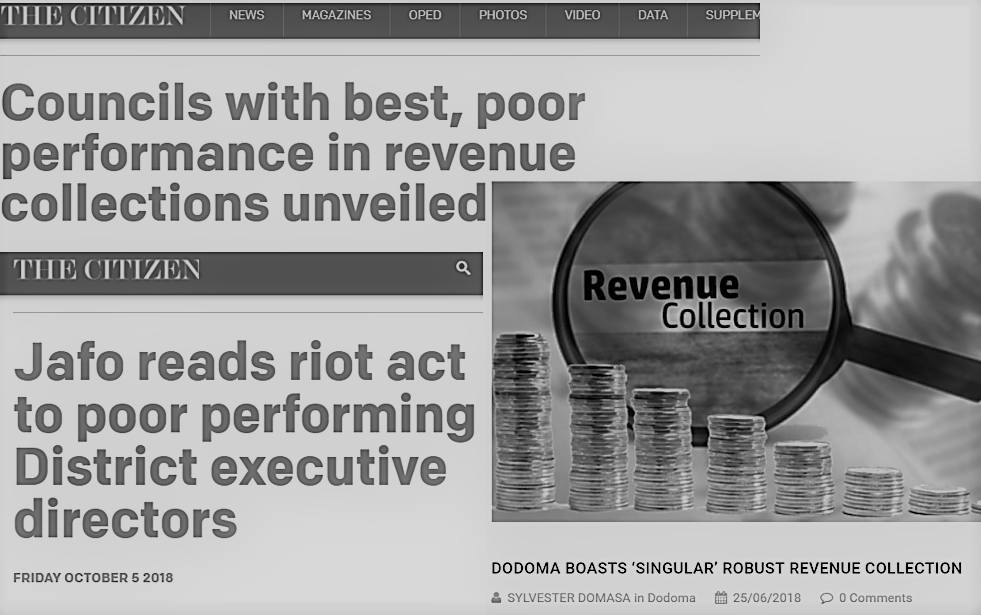 THE CITIZEN NEWS MAGAZINES OPED PHOTOS VIDEO DATA SUPPLEM
Councils with best, poor
performance in revenue
collections unveiled
THE CITIZEN
Jafo reads riot act
to poor performing
District executive
directors
FRIDAY OCTOBER 5 2018
Revenue
Collection
DODOMA BOASTS ‘SINGULAR’ ROBUST REVENUE COLLECTION
SYLVESTER DOMASA in Dodoma 25/06/2018 0 Comments